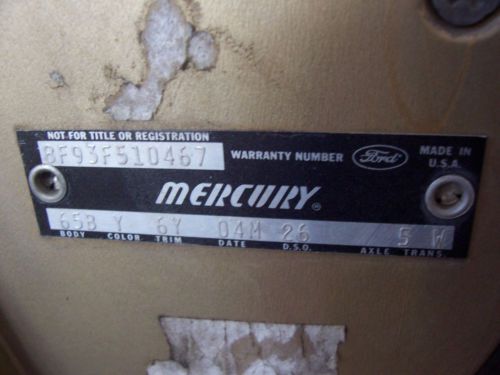 NOT FOR TITLE OR REGISTRATION
8F93F510467 WARRANTY NUMBER Ford MADE IN U.S.A.
MERCURY®
65B Y 6Y 04M 26 5 W
BODY COLOR TRIM DATE D.S.O. AXLE TRANS.